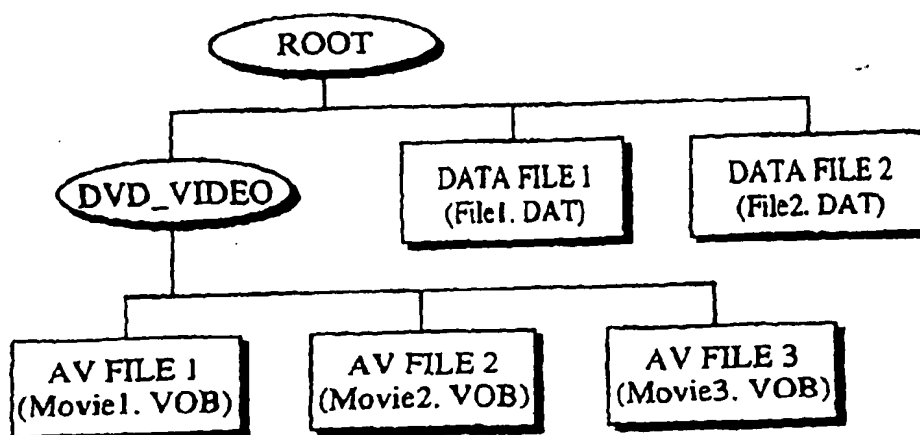 ROOT
DVD_VIDEO
DATA FILE 1
(File1. DAT)
DATA FILE 2
(File2. DAT)
AV FILE 1
(Movie1. VOB)
AV FILE 2
(Movie2. VOB)
AV FILE 3
(Movie3. VOB)